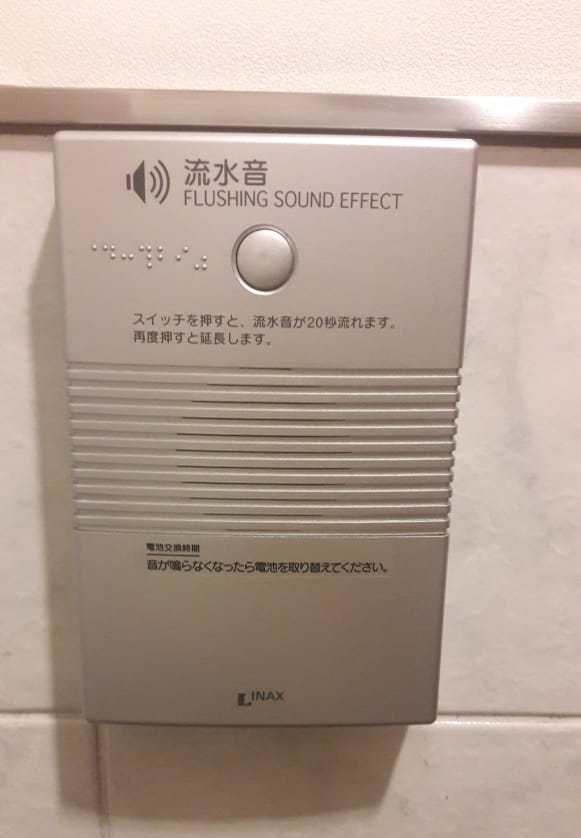 流水音
FLUSHING SOUND EFFECT
スイッチを押すと、流水音が20秒流れます。
再度押すと延長します。
電池交換時期
音が鳴らなくなったら電池を取り替えてください。
INAX